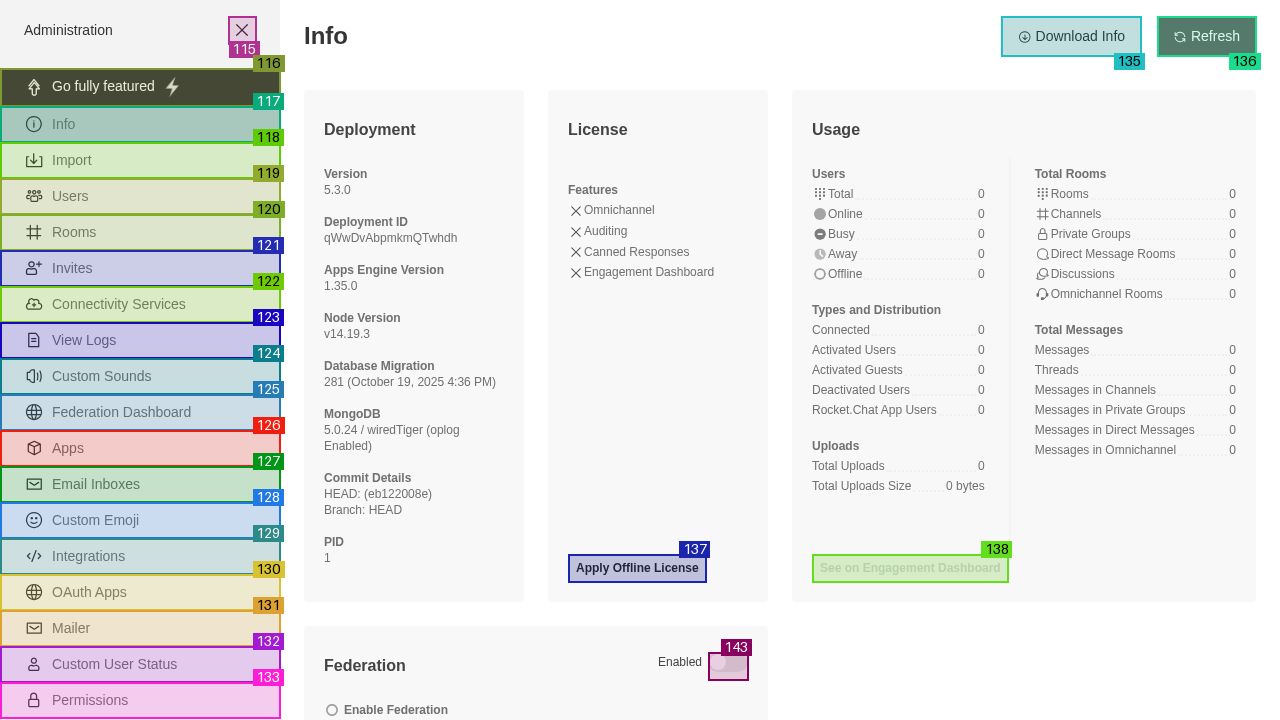 Administration
115
116
Go fully featured
117
Info
118
Import
119
Users
120
Rooms
121
Invites
122
Connectivity Services
123
View Logs
124
Custom Sounds
125
Federation Dashboard
126
Apps
127
Email Inboxes
128
Custom Emoji
129
Integrations
130
OAuth Apps
131
Mailer
132
Custom User Status
133
Permissions
Info
Download Info
135
Refresh
136
Deployment
Version
5.3.0
Deployment ID
qWwDvAbpmkmQTwhdh
Apps Engine Version
1.35.0
Node Version
v14.19.3
Database Migration
281 (October 19, 2025 4:36 PM)
MongoDB
5.0.24 / wiredTiger (oplog
Enabled)
Commit Details
HEAD: (eb122008e)
Branch: HEAD
PID
1
License
Features
Omnichannel
Auditing
Canned Responses
Engagement Dashboard
137
Apply Offline License
Usage
Users
Total 0
Online 0
Busy 0
Away 0
Offline 0
Types and Distribution
Connected 0
Activated Users 0
Activated Guests 0
Deactivated Users 0
Rocket.Chat App Users 0
Uploads
Total Uploads 0
Total Uploads Size 0 bytes
138
See on Engagement Dashboard
Total Rooms
Rooms 0
Channels 0
Private Groups 0
Direct Message Rooms 0
Discussions 0
Omnichannel Rooms 0
Total Messages
Messages 0
Threads 0
Messages in Channels 0
Messages in Private Groups 0
Messages in Direct Messages 0
Messages in Omnichannel 0
Federation
Enabled
143
Enable Federation